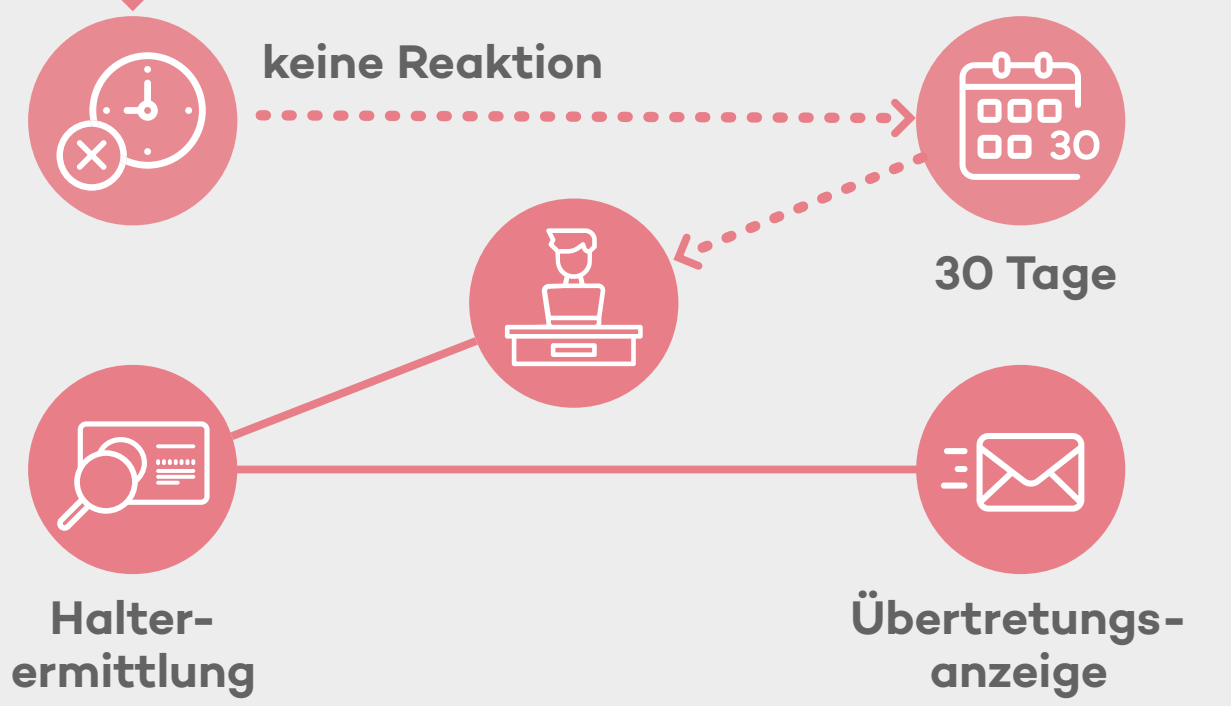 keine Reaktion
30
30 Tage
Halter-
ermittlung
Übertretungs-
anzeige